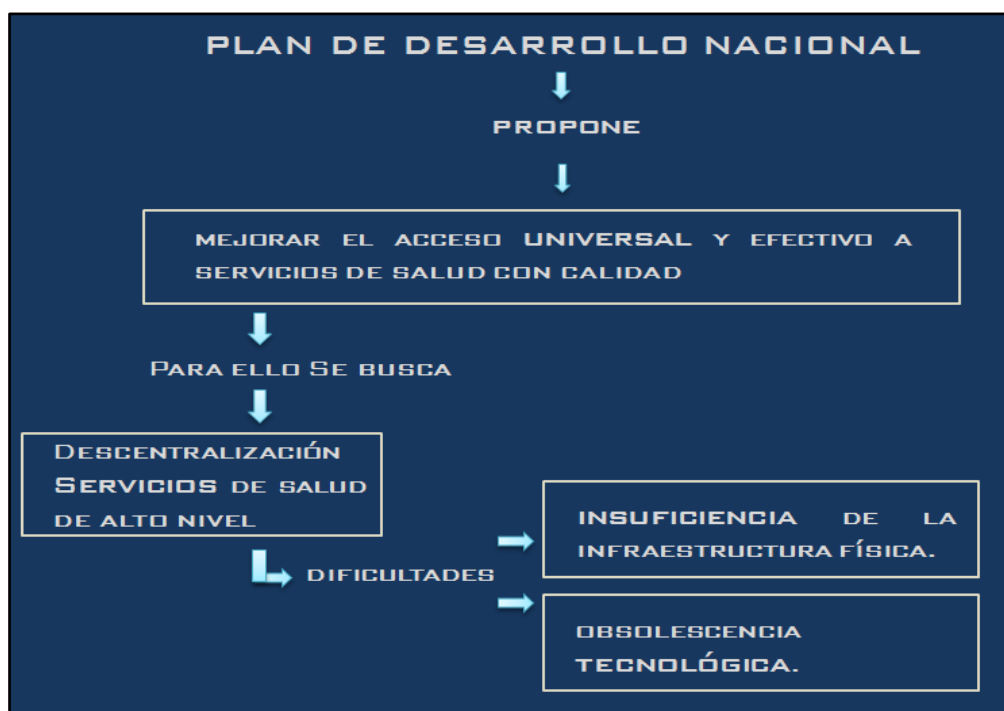 PLAN DE DESARROLLO NACIONAL
PROPONE
MEJORAR EL ACCESO UNIVERSAL Y EFECTIVO A
SERVICIOS DE SALUD CON CALIDAD
PARA ELLO SE BUSCA
DESCENTRALIZACIÓN
SERVICIOS DE SALUD
DE ALTO NIVEL
DIFICULTADES
INSUFICIENCIA DE LA
INFRAESTRUCTURA FÍSICA.
OBSOLESCENCIA
TECNOLÓGICA.